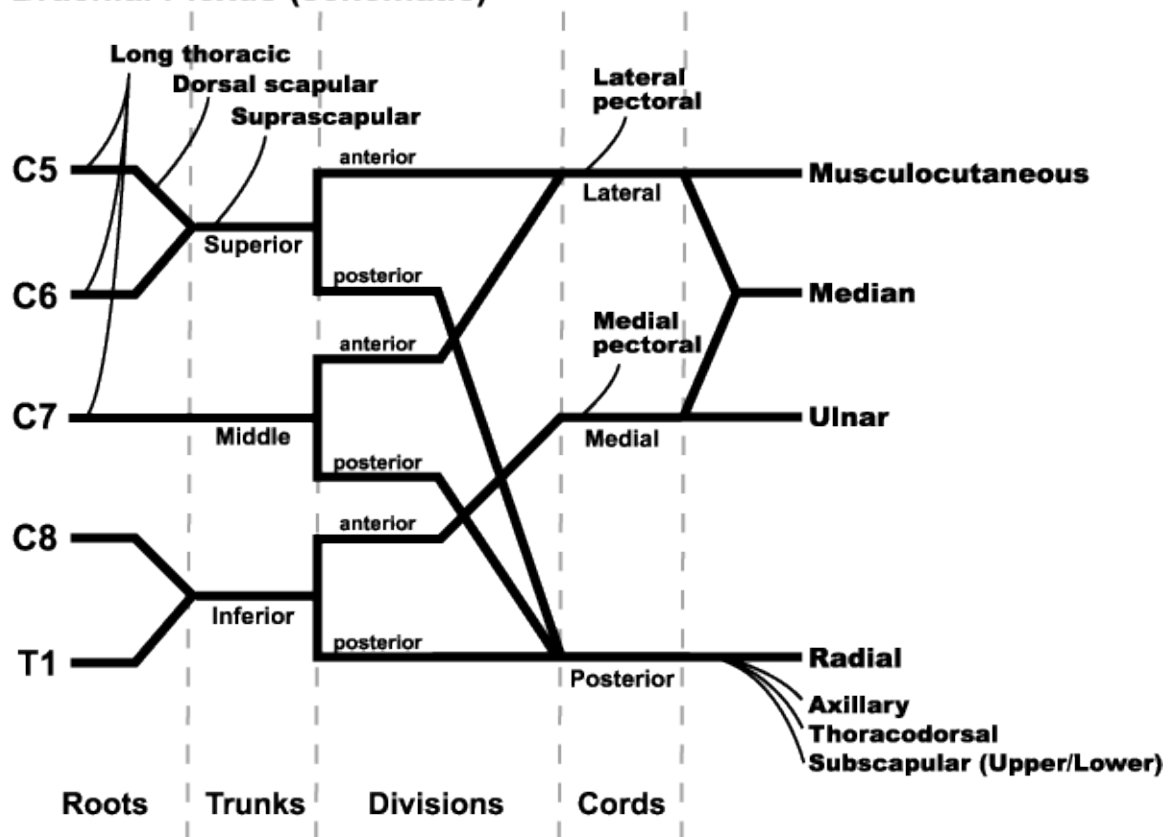 Long thoracic
Dorsal scapular
Suprascapular
Lateral
pectoral
C5
anterior
Lateral
Musculocutaneous
Superior
C6
posterior
Median
Medial
pectoral
anterior
C7
Middle
Medial
Ulnar
posterior
C8
anterior
Inferior
T1
posterior
Posterior
Radial
Axillary
Thoracodorsal
Subscapular (Upper/Lower)
Roots
Trunks
Divisions
Cords